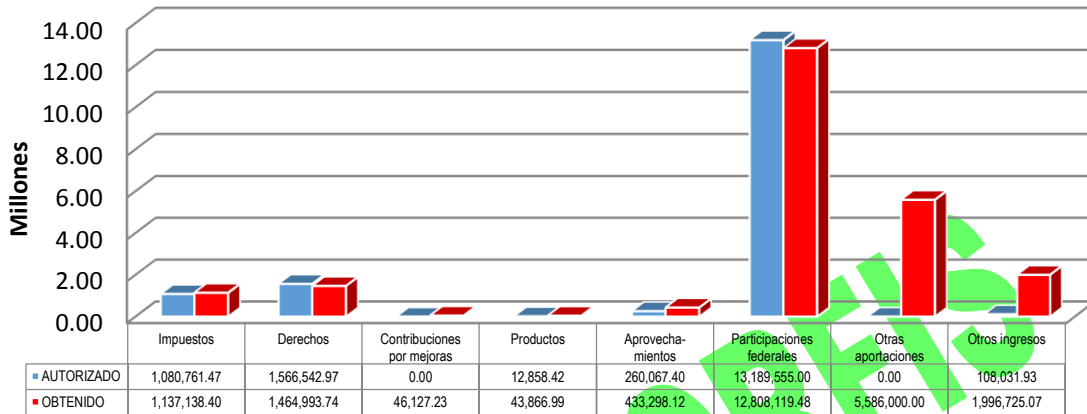 14.00
12.00
10.00
8.00
6.00
4.00
2.00
0.00
Millones
Impuestos Derechos Contribuciones por mejoras Productos Aprovecha-mientos Participaciones federales Otras aportaciones Otros ingresos
AUTORIZADO 1,080,761.47 1,566,542.97 0.00 12,858.42 260,067.40 13,189,555.00 0.00 108,031.93
OBTENIDO 1,137,138.40 1,464,993.74 46,127.23 43,866.99 433,298.12 12,808,119.48 5,586,000.00 1,996,725.07